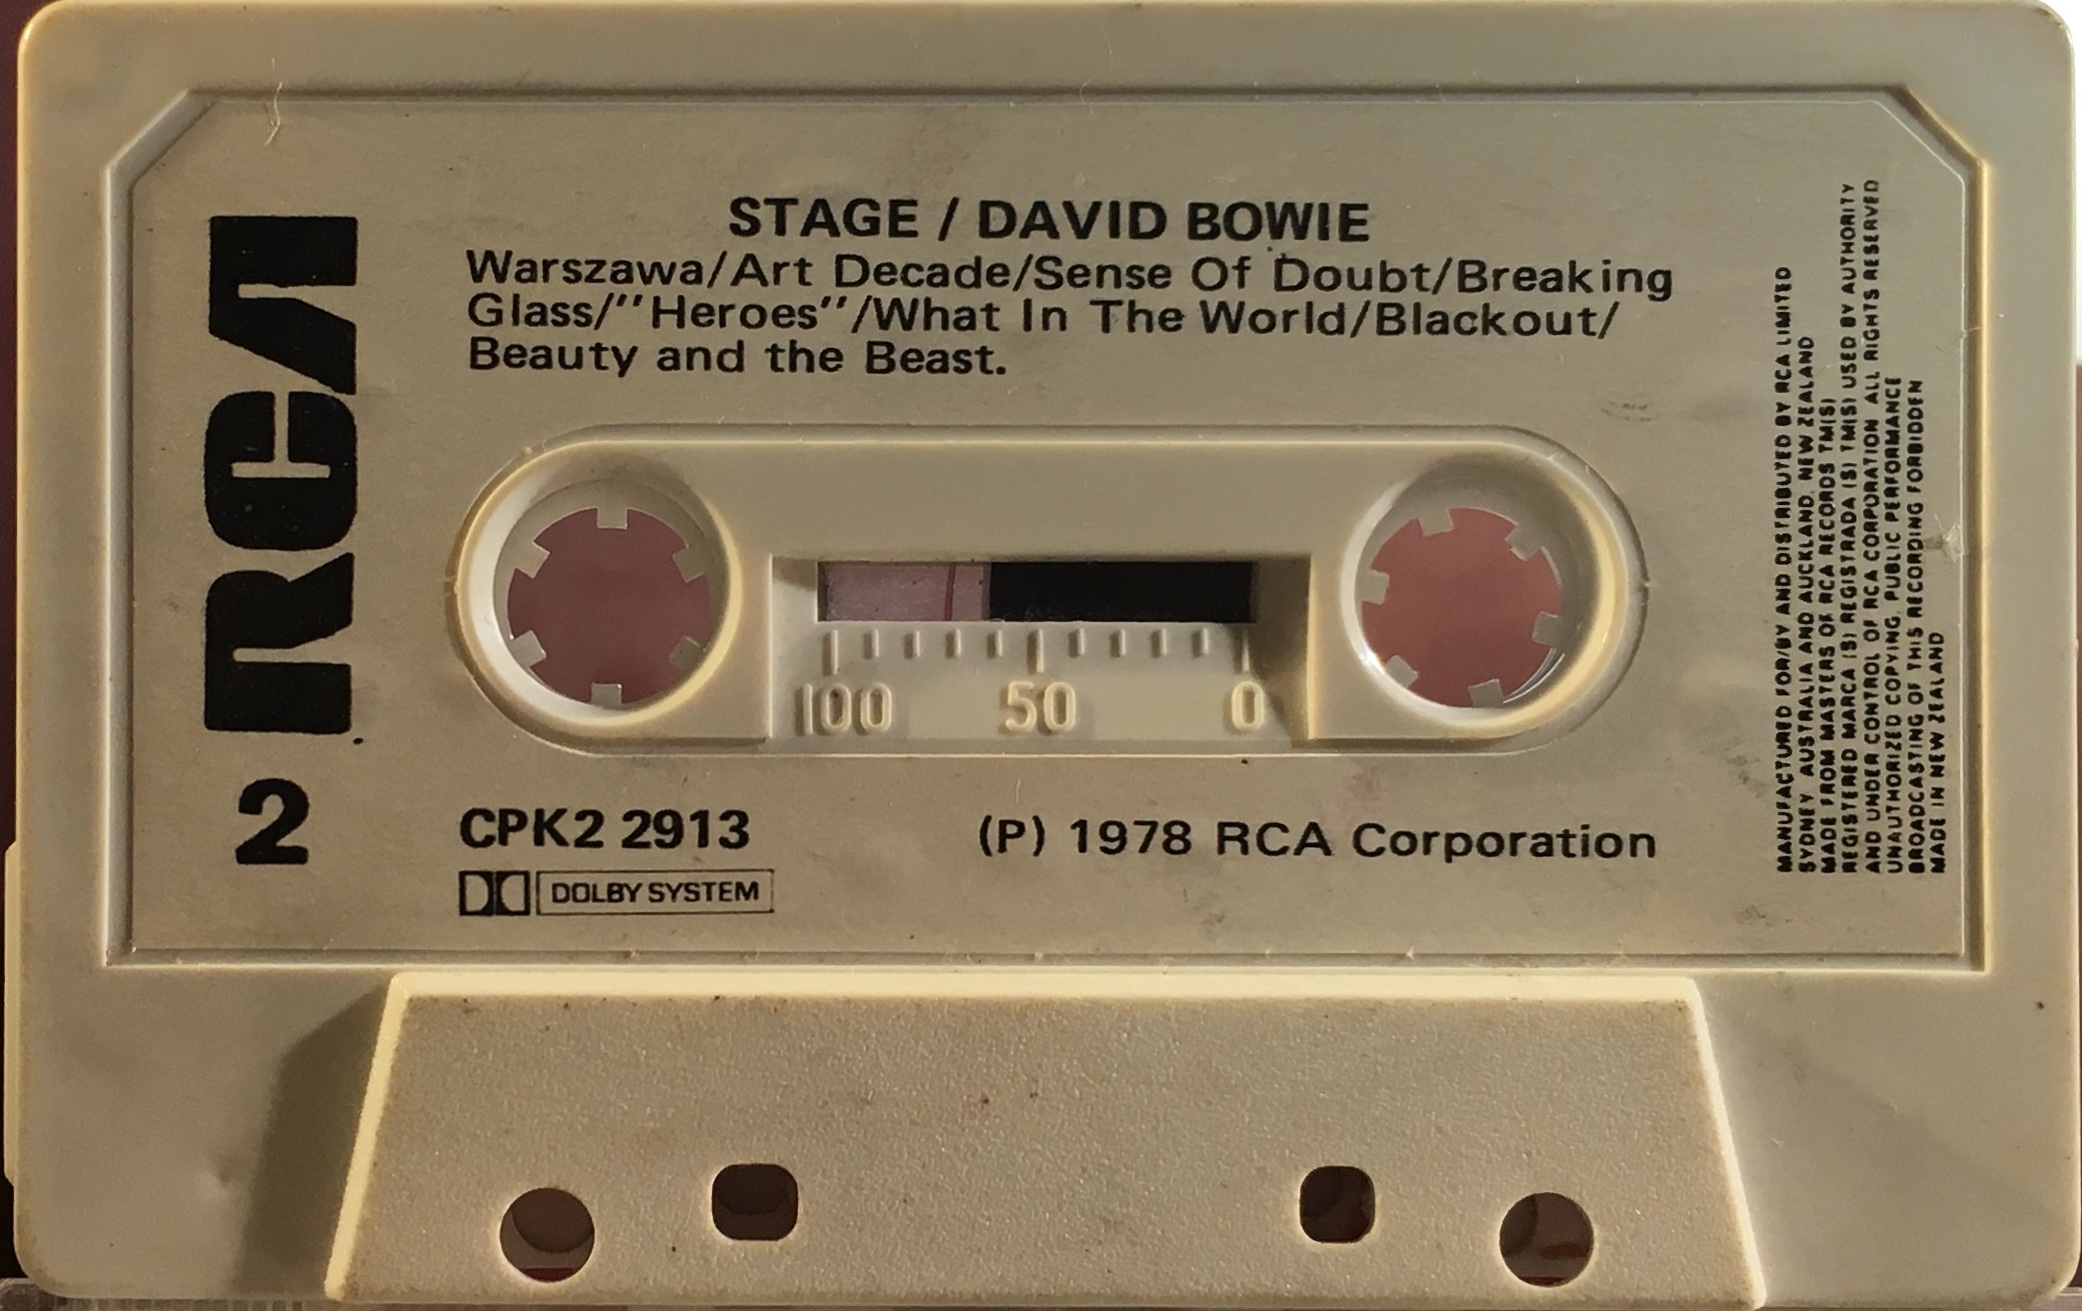 STAGE / DAVID BOWIE
Warszawa/Art Decade/Sense Of Doubt/Breaking
Glass/"Heroes"/What In The World/Blackout/
Beauty and the Beast.
RCA
2
100 50 0
CPK2 2913
(P) 1978 RCA Corporation
DOLBY SYSTEM
MANUFACTURED FOR/BY AND DISTRIBUTED BY RCA LIMITED
SYDNEY AUSTRALIA AND AUCKLAND, NEW ZEALAND
MADE FROM MASTERS OF RCA RECORDS TM(S)
REGISTERED MARCA (S) REGISTRADA (S) TM(S) USED BY AUTHORITY
AND UNDER CONTROL OF RCA CORPORATION ALL RIGHTS RESERVED
UNAUTHORIZED COPYING, PUBLIC PERFORMANCE
BROADCASTING OF THIS RECORDING FORBIDDEN
MADE IN NEW ZEALAND